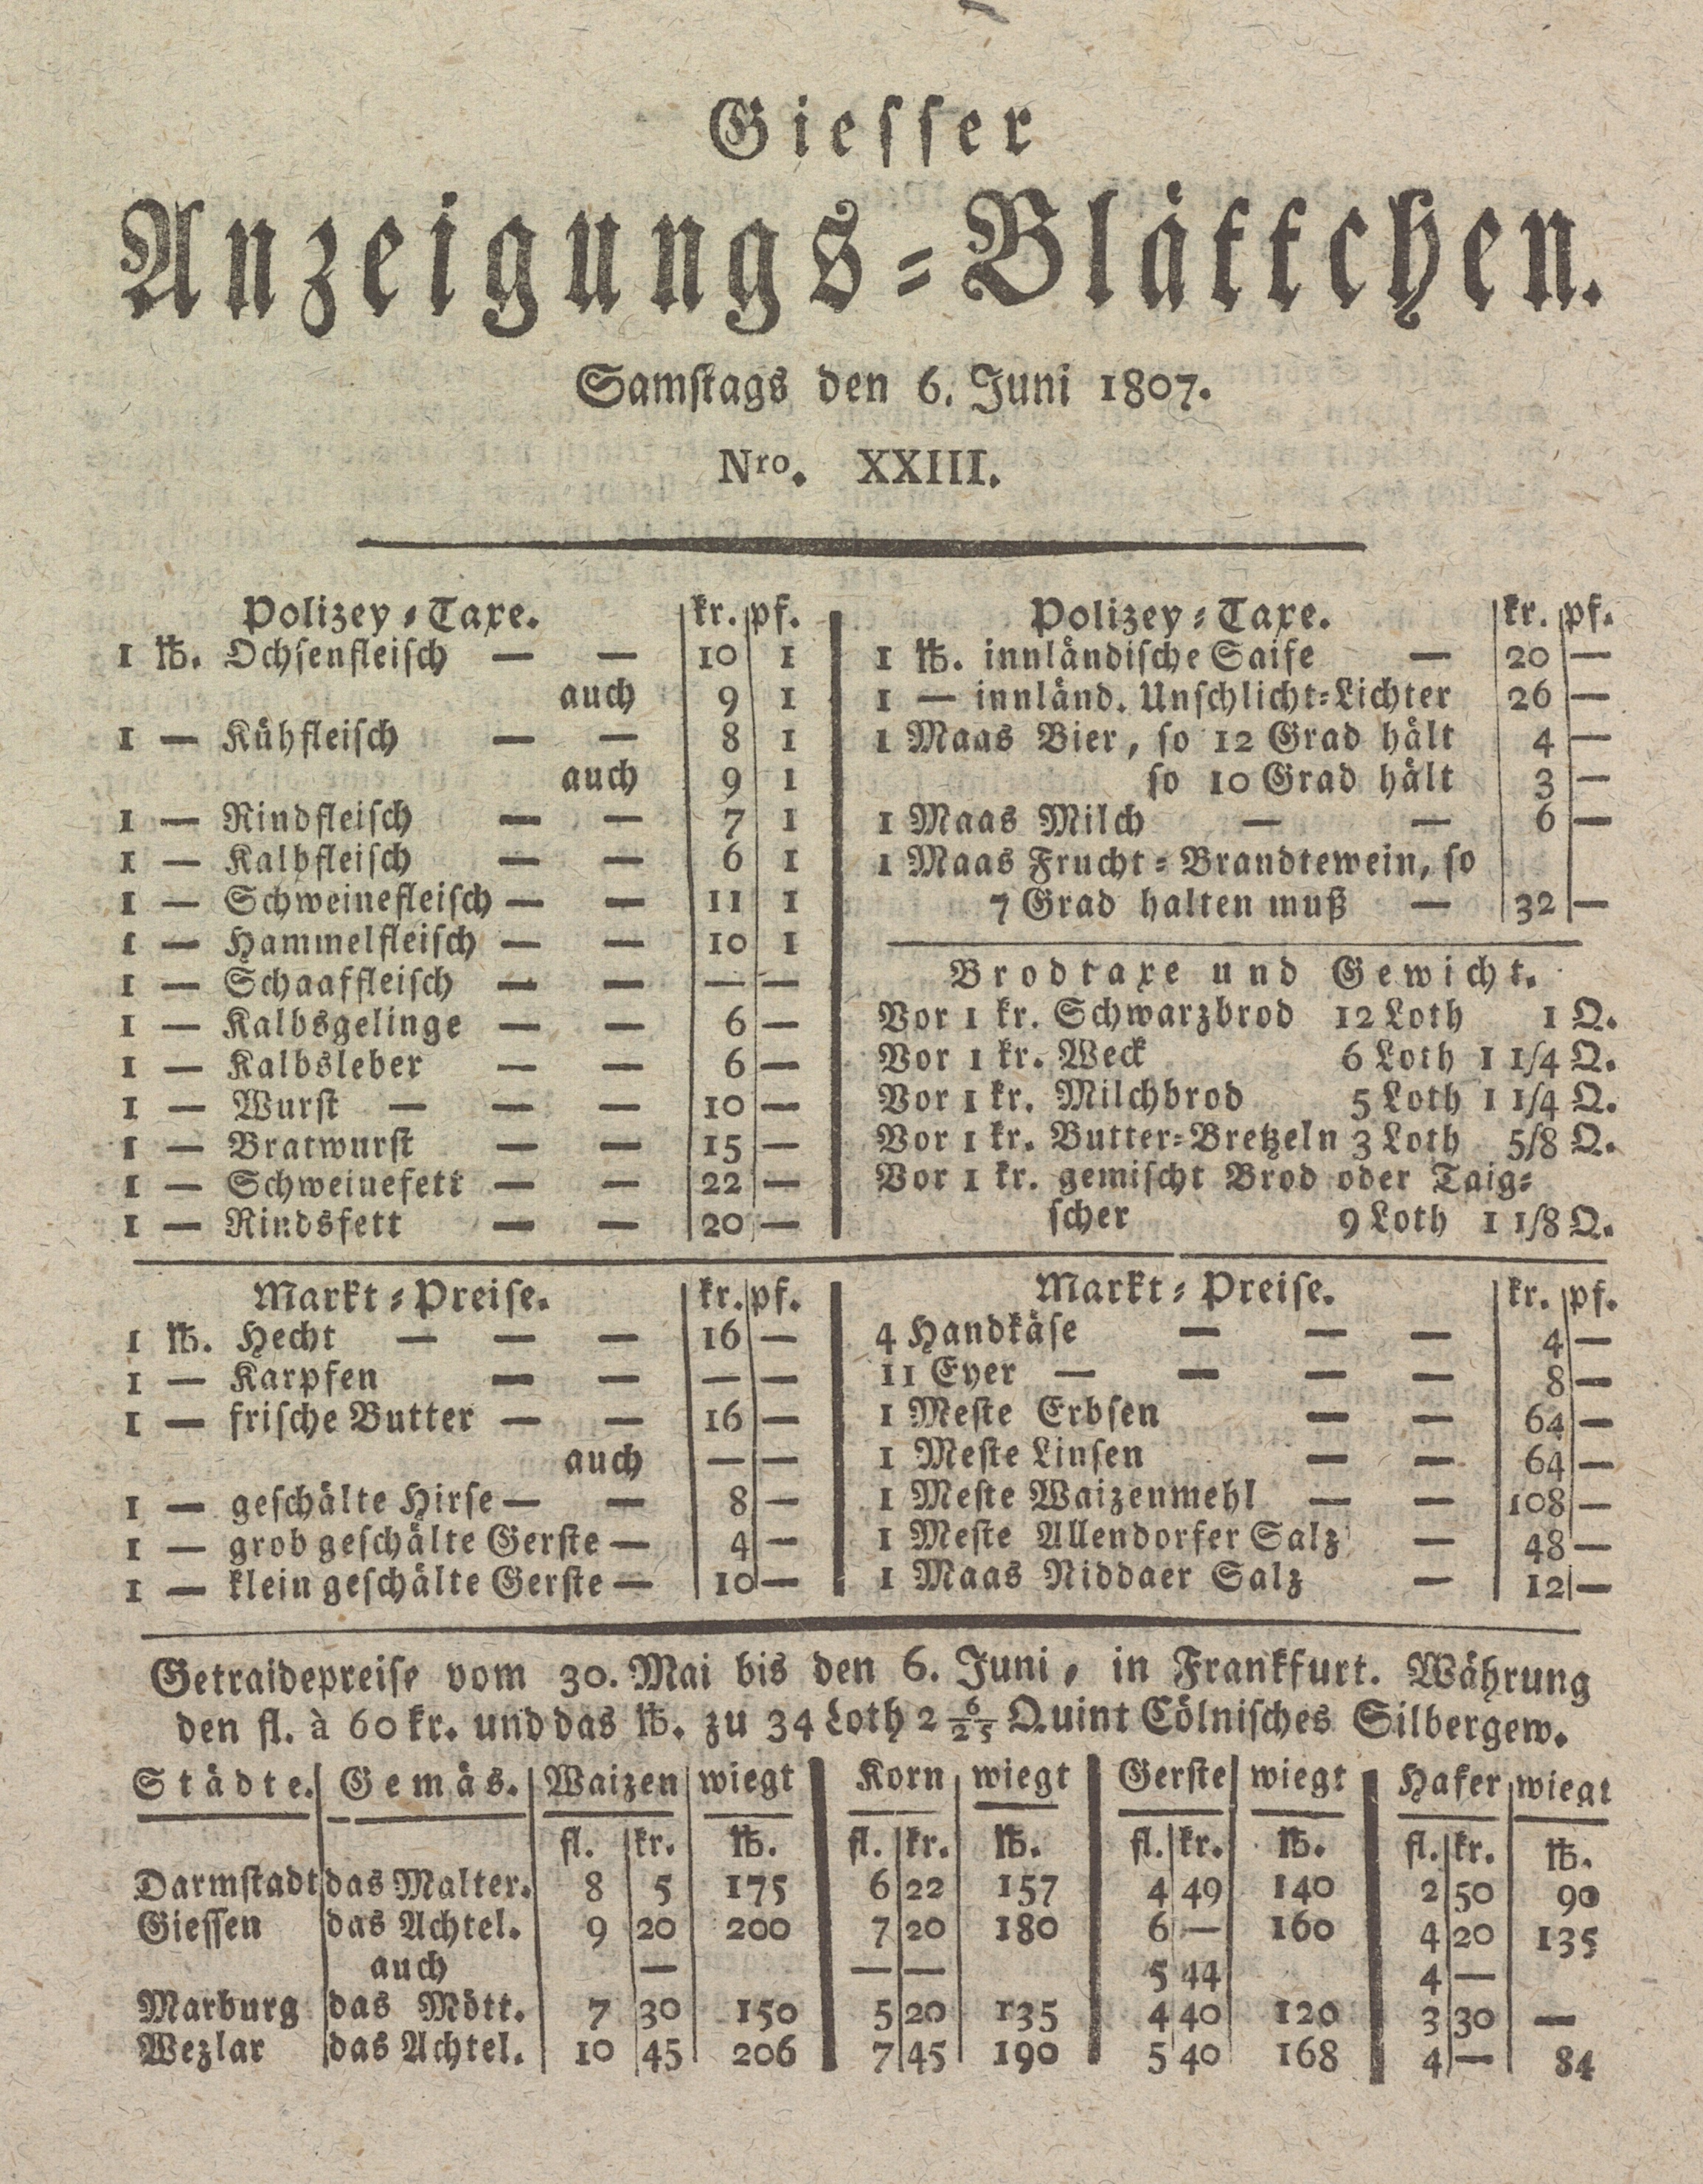 Giesser
Anzeigungs-Blättchen.
Samstags den 6. Juni 1807.
Nro. XXIII.
Polizey-Taxe. kr. pf.
1 ℔. Ochsenfleisch — — 10 1
auch 9 1
1 — Kühfleisch — — 8 1
auch 9 1
1 — Rindfleisch — — 7 1
1 — Kalbfleisch — — 6 1
1 — Schweinefleisch — — 11 1
1 — Hammelfleisch — — 10 1
1 — Schaaffleisch — — — —
1 — Kalbsgelinge — — 6 —
1 — Kalbsleber — — 6 —
1 — Wurst — — — 10 —
1 — Bratwurst — — 15 —
1 — Schweinefett — — 22 —
1 — Rindsfett — — 20 —
Polizey-Taxe. kr. pf.
1 ℔. innländische Saife — 20 —
1 — innländ. Unschlicht-Lichter 26 —
1 Maas Bier, so 12 Grad hält 4 —
so 10 Grad hält 3 —
1 Maas Milch — — 6 —
1 Maas Frucht-Brandtewein, so
7 Grad halten muß — 32 —
Brodtaxe und Gewicht.
Vor 1 kr. Schwarzbrod 12 Loth 1 Q.
Vor 1 kr. Weck 6 Loth 1 1/4 Q.
Vor 1 kr. Milchbrod 5 Loth 1 1/4 Q.
Vor 1 kr. Butter-Bretzeln 3 Loth 5/8 Q.
Vor 1 kr. gemischt Brod oder Taig-
scher 9 Loth 1 1/8 Q.
Markt-Preise. kr. pf.
1 ℔. Hecht — — — 16 —
1 — Karpfen — — — —
1 — frische Butter — — 16 —
auch — —
1 — geschälte Hirse — — 8 —
1 — grob geschälte Gerste — 4 —
1 — klein geschälte Gerste — 10 —
Markt-Preise. kr. pf.
4 Handkäse — — — 4 —
11 Eyer — — — — 8 —
1 Meste Erbsen — — 64 —
1 Meste Linsen — — 64 —
1 Meste Waizenmehl — — 108 —
1 Meste Allendorfer Salz — 48 —
1 Maas Niddaer Salz — 12 —
Getraidepreise vom 30. Mai bis den 6. Juni, in Frankfurt. Währung
den fl. à 60 kr. und das ℔. zu 34 Loth 2 6/25 Quint Cölnisches Silbergew.
Städte. Gemäs. Waizen wiegt Korn wiegt Gerste wiegt Hafer wiegt
fl. kr. ℔. fl. kr. ℔. fl. kr. ℔. fl. kr. ℔.
Darmstadt das Malter. 8 5 175 6 22 157 4 49 140 2 50 90
Giessen das Achtel. 9 20 200 7 20 180 6 — 160 4 20 135
auch — — — 5 44 4 —
Marburg das Mött. 7 30 150 5 20 135 4 40 120 3 30 —
Wezlar das Achtel. 10 45 206 7 45 190 5 40 168 4 — 84